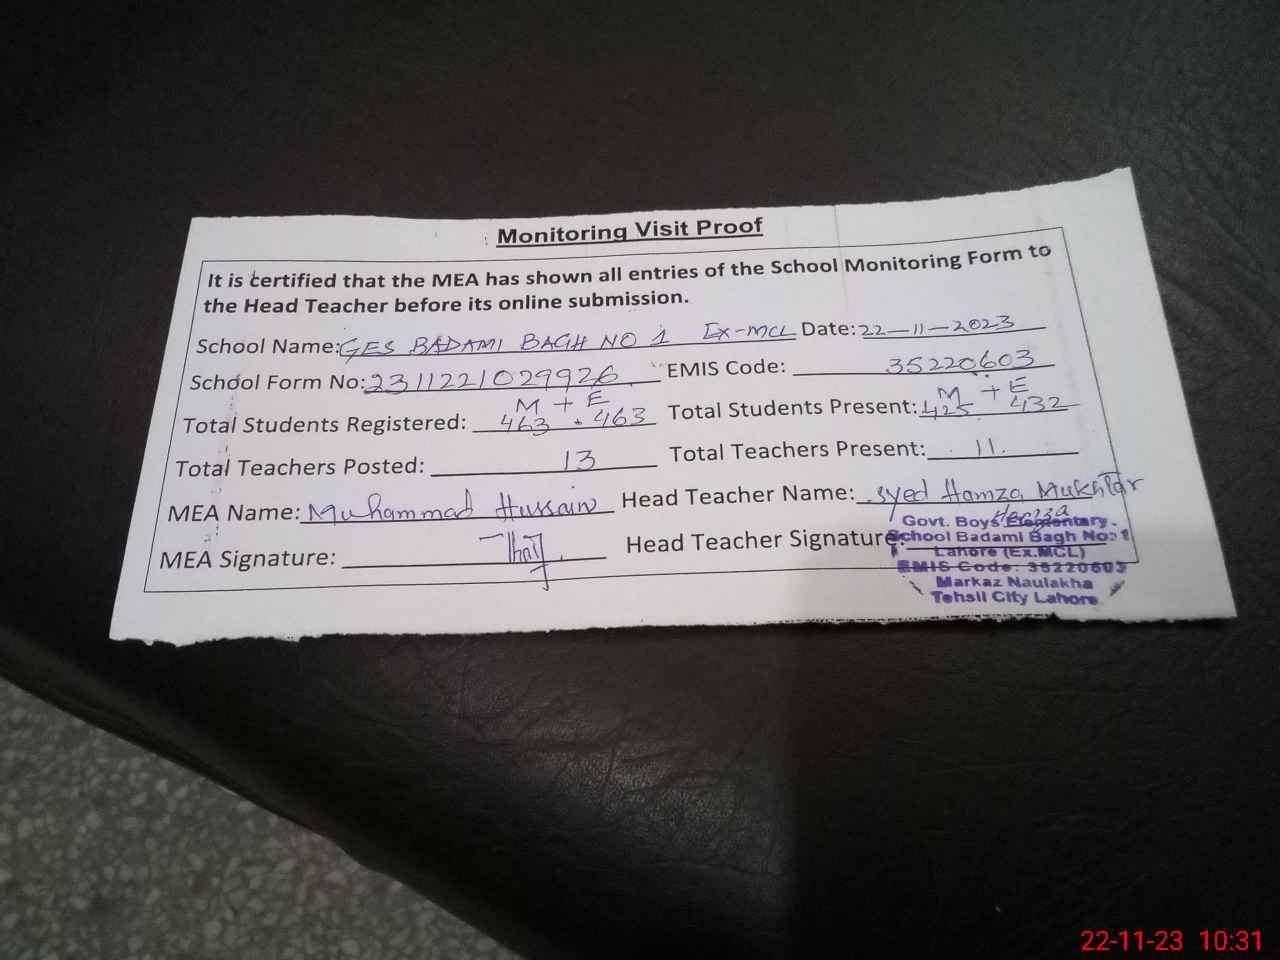 Monitoring Visit Proof
It is certified that the MEA has shown all entries of the School Monitoring Form to
the Head Teacher before its online submission.
School Name: GES BADAMI BAGH NO 1 Ex-MCL Date: 22-11-2023
School Form No: 2311221029926 EMIS Code: 35220603
M + E M + E
Total Students Registered: 463 463 Total Students Present: 425 432
Total Teachers Posted: 13 Total Teachers Present: 11.
MEA Name: Muhammad Hussain Head Teacher Name: Syed Hamza Mukhtar
Hamza
MEA Signature: Head Teacher Signature:
Govt. Boys Elementary
School Badami Bagh No: 1
Lahore (Ex.MCL)
EMIS Code: 35220603
Markaz Naulakha
Tehsil City Lahore
22-11-23 10:31